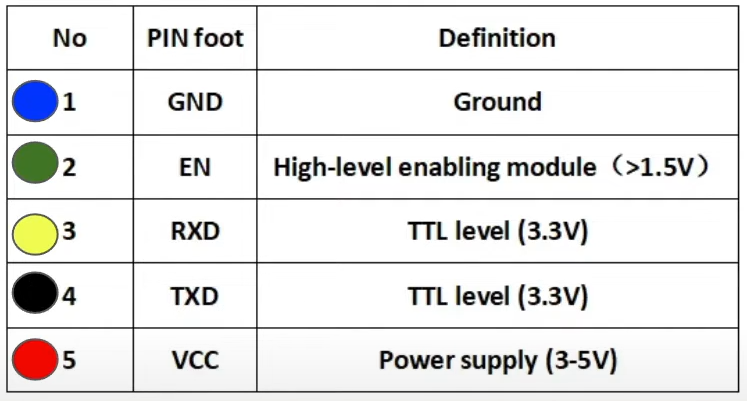 No PIN foot Definition
1 GND Ground
2 EN High-level enabling module（>1.5V）
3 RXD TTL level (3.3V)
4 TXD TTL level (3.3V)
5 VCC Power supply (3-5V)